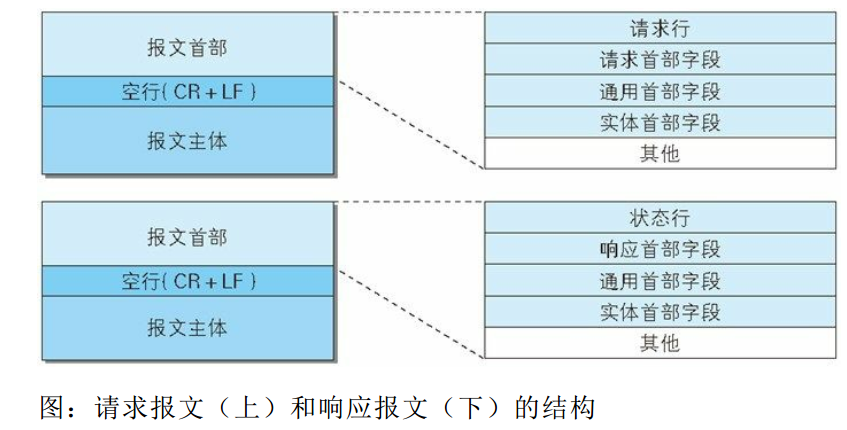 报文首部
空行( CR + LF )
报文主体
请求行
请求首部字段
通用首部字段
实体首部字段
其他
报文首部
空行( CR + LF )
报文主体
状态行
响应首部字段
通用首部字段
实体首部字段
其他
图：请求报文（上）和响应报文（下）的结构